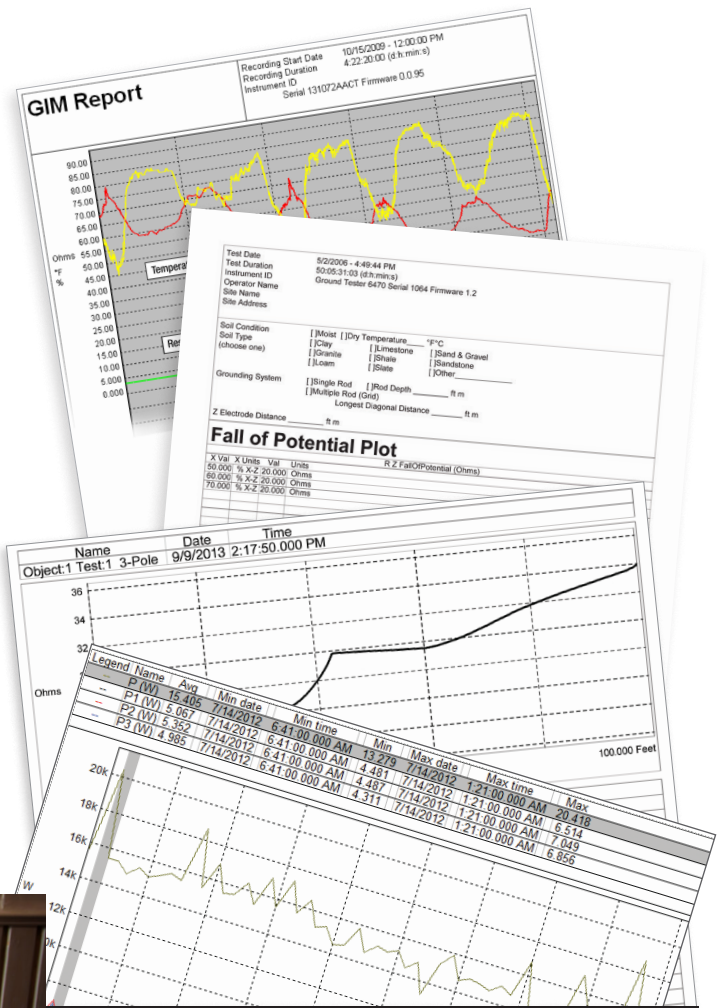 GIM Report
Recording Start Date 10/15/2009 - 12:00:00 PM
Recording Duration 4:22:20:00 (d:h:min:s)
Instrument ID
Serial 131072AACT Firmware 0.0.95
90.00
85.00
80.00
75.00
70.00
65.00
60.00
Ohms 55.00
°F 50.00
% 45.00
40.00
35.00
30.00
25.00
20.00
15.00
10.00
5.000
0.000
Test Date 5/2/2006 - 4:49:44 PM
Test Duration 50:05:31:03 (d:h:min:s)
Instrument ID Ground Tester 6470 Serial 1064 Firmware 1.2
Operator Name
Site Name
Site Address
Soil Condition [ ]Moist [ ]Dry Temperature____ °F°C
Soil Type [ ]Clay [ ]Limestone [ ]Sand & Gravel
(choose one) [ ]Granite [ ]Shale [ ]Sandstone
[ ]Loam [ ]Slate [ ]Other__________
Grounding System [ ]Single Rod [ ]Rod Depth ______ ft m
[ ]Multiple Rod (Grid)
Longest Diagonal Distance _______ ft m
Z Electrode Distance _______ ft m
Fall of Potential Plot
X Val X Units Val Units R Z FallOfPotential (Ohms)
50.000 % X-Z 20.000 Ohms
60.000 % X-Z 20.000 Ohms
70.000 % X-Z 20.000 Ohms
Name Date Time
Object:1 Test:1 3-Pole 9/9/2013 2:17:50.000 PM
36
34
32
Ohms
100.000 Feet
Legend Name Avg Min date Min time Min Max date Max time Max
P (W) 15.405 7/14/2012 6:41:00.000 AM 13.279 7/14/2012 1:21:00.000 AM 20.418
P1 (W) 5.067 7/14/2012 6:41:00.000 AM 4.481 7/14/2012 1:21:00.000 AM 6.514
P2 (W) 5.352 7/14/2012 6:41:00.000 AM 4.487 7/14/2012 1:21:00.000 AM 7.049
P3 (W) 4.985 7/14/2012 6:41:00.000 AM 4.311 7/14/2012 1:21:00.000 AM 6.856
20k
18k
16k
14k
W
12k